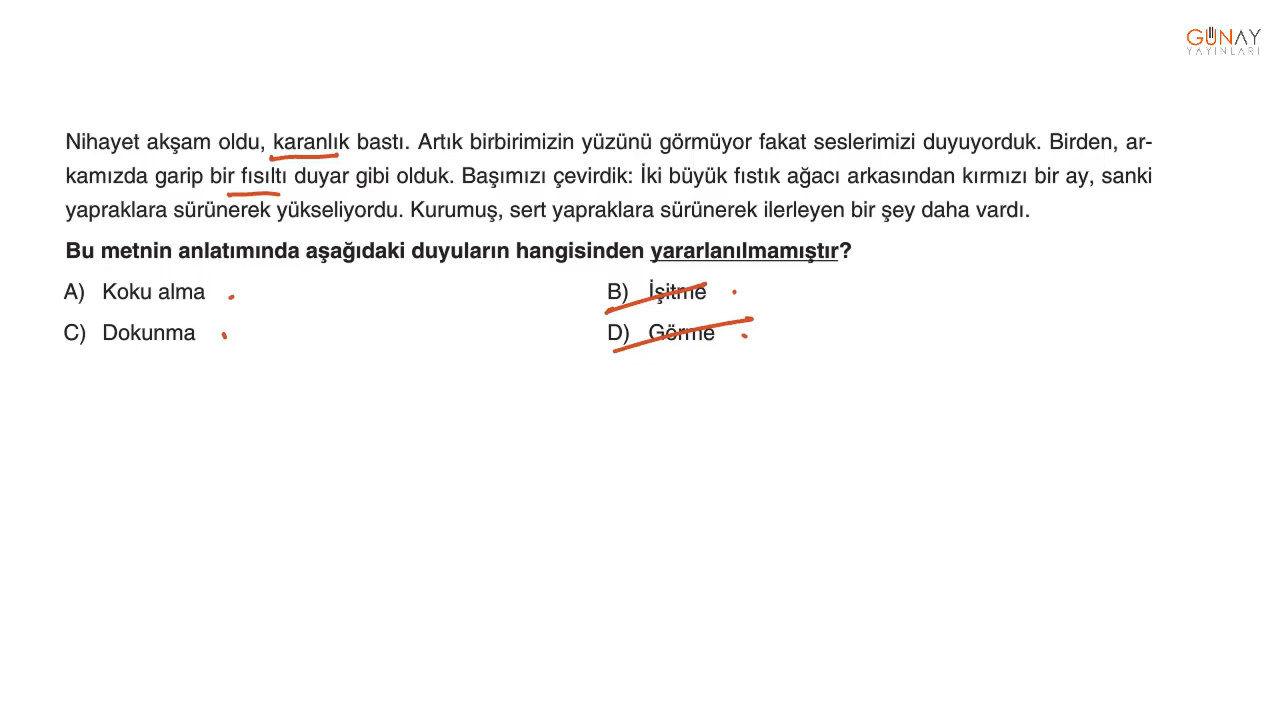 GÜNAY
YAYINLARI
Nihayet akşam oldu, karanlık bastı. Artık birbirimizin yüzünü görmüyor fakat seslerimizi duyuyorduk. Birden, ar-
kamızda garip bir fısıltı duyar gibi olduk. Başımızı çevirdik: İki büyük fıstık ağacı arkasından kırmızı bir ay, sanki
yapraklara sürünerek yükseliyordu. Kurumuş, sert yapraklara sürünerek ilerleyen bir şey daha vardı.
Bu metnin anlatımında aşağıdaki duyuların hangisinden yararlanılmamıştır?
A) Koku alma
B) İşitme
C) Dokunma
D) Görme